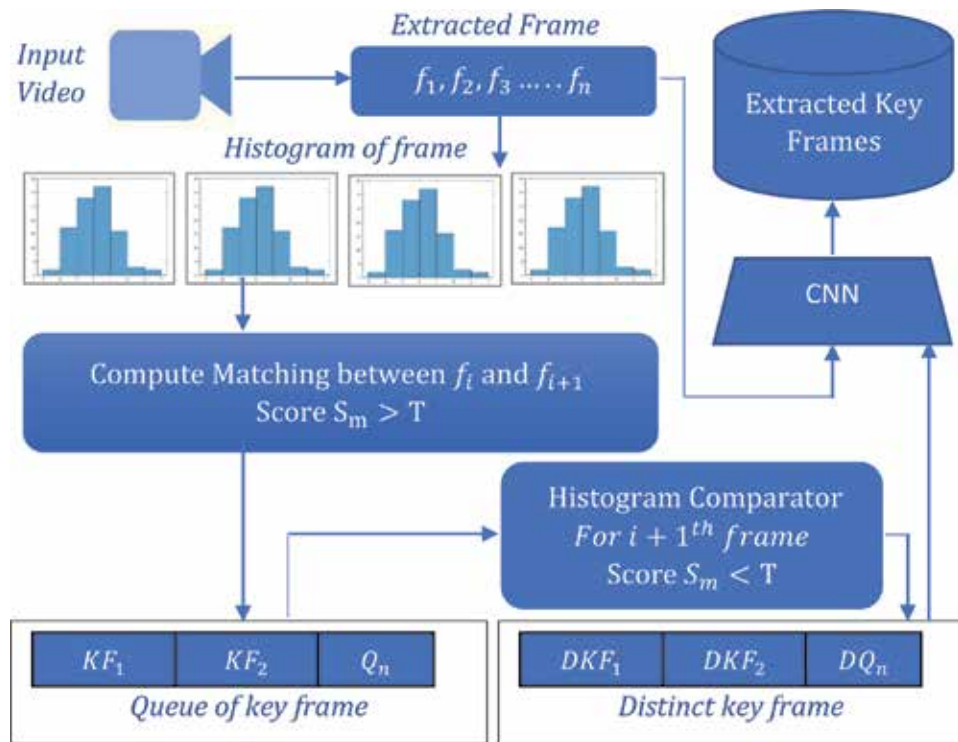 Input
Video
Extracted Frame
f₁, f₂, f₃ ..... fₙ
Histogram of frame
Extracted Key
Frames
CNN
Compute Matching between fᵢ and fᵢ₊₁
Score Sₘ > T
Histogram Comparator
For i + 1ᵗʰ frame
Score Sₘ < T
KF₁ KF₂ Qₙ
Queue of key frame
DKF₁ DKF₂ DQₙ
Distinct key frame